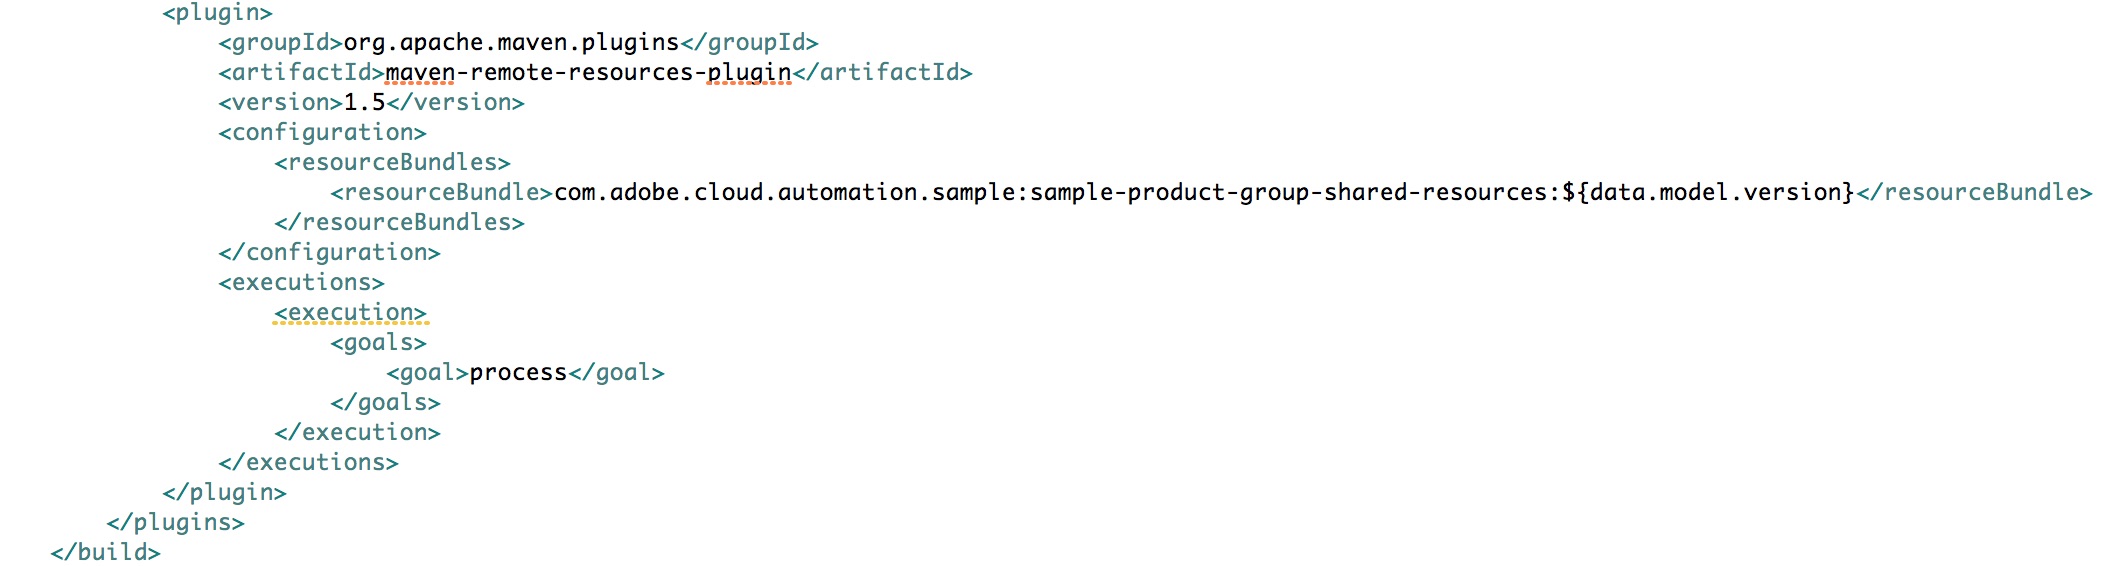 <plugin>
<groupId>org.apache.maven.plugins</groupId>
<artifactId>maven-remote-resources-plugin</artifactId>
<version>1.5</version>
<configuration>
<resourceBundles>
<resourceBundle>com.adobe.cloud.automation.sample:sample-product-group-shared-resources:${data.model.version}</resourceBundle>
</resourceBundles>
</configuration>
<executions>
<execution>
<goals>
<goal>process</goal>
</goals>
</execution>
</executions>
</plugin>
</plugins>
</build>